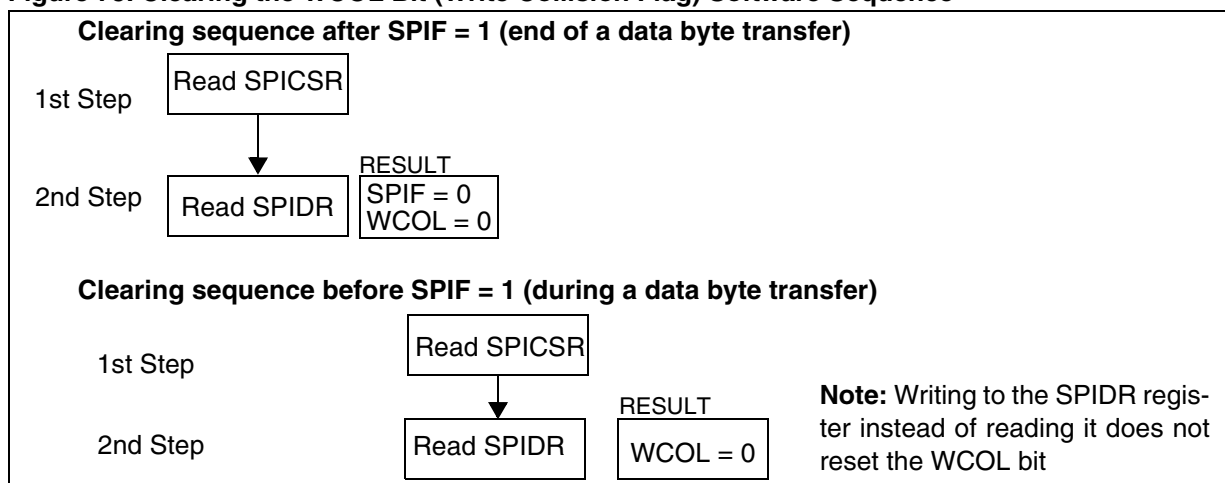 Clearing sequence after SPIF = 1 (end of a data byte transfer)
1st Step
Read SPICSR
RESULT
2nd Step
Read SPIDR
SPIF = 0
WCOL = 0
Clearing sequence before SPIF = 1 (during a data byte transfer)
1st Step
Read SPICSR
RESULT
2nd Step
Read SPIDR
WCOL = 0
Note: Writing to the SPIDR regis-
ter instead of reading it does not
reset the WCOL bit